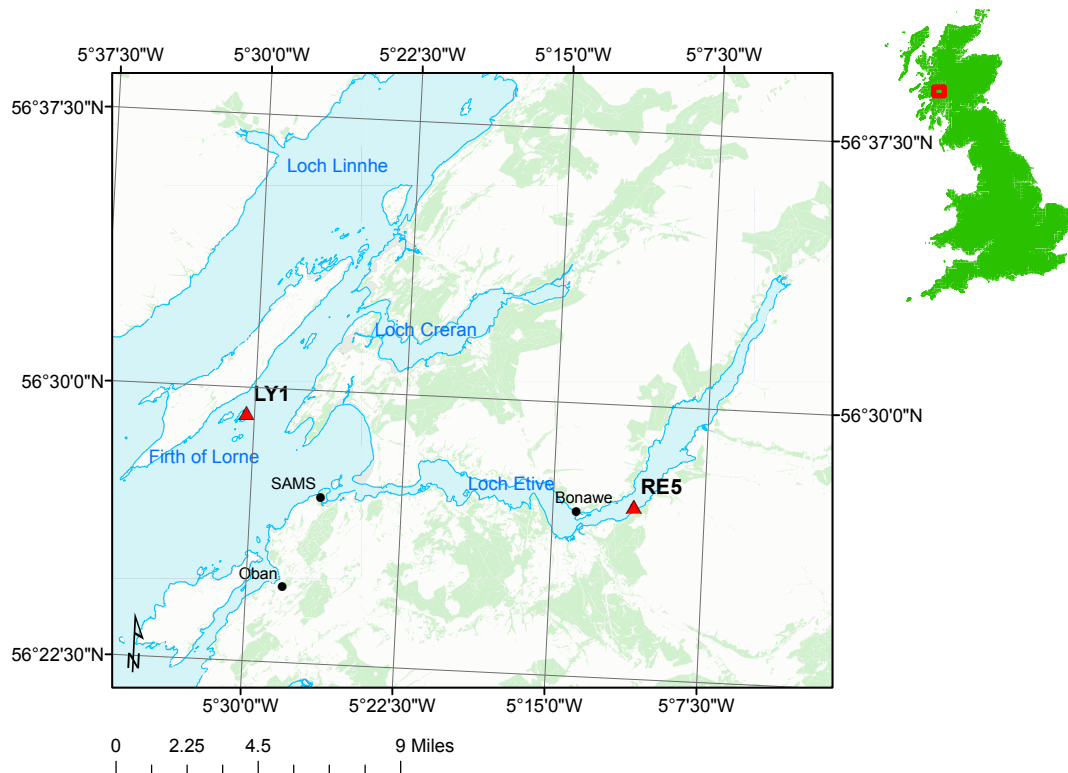 5°37'30"W
5°30'0"W
5°22'30"W
5°15'0"W
5°7'30"W
56°37'30"N
56°37'30"N
Loch Linnhe
Loch Creran
56°30'0"N
LY1
56°30'0"N
Firth of Lorne
SAMS
Loch Etive
RE5
Bonawe
Oban
N
56°22'30"N
5°30'0"W
5°22'30"W
5°15'0"W
5°7'30"W
0 2.25 4.5 9 Miles